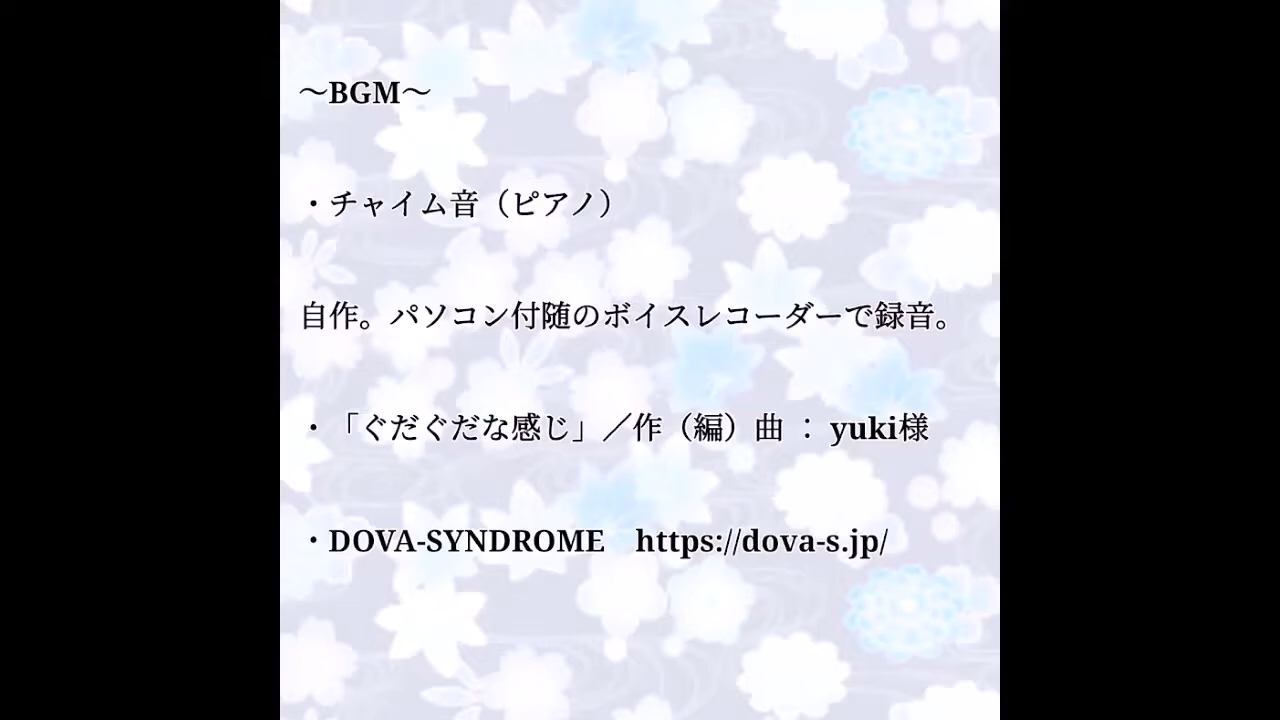 ～BGM～
・チャイム音（ピアノ）
自作。パソコン付随のボイスレコーダーで録音。
・「ぐだぐだな感じ」／作（編）曲 ： yuki様
・DOVA-SYNDROME　https://dova-s.jp/